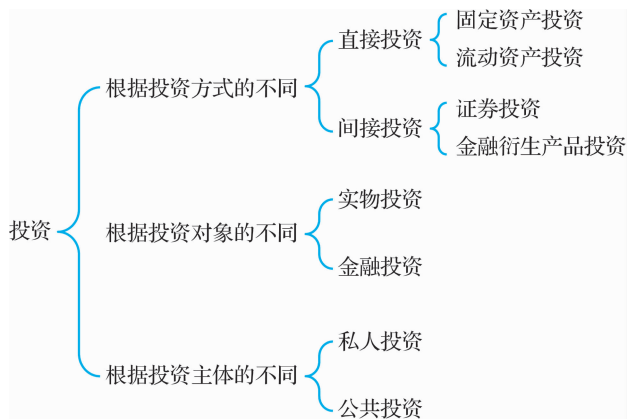 投资
根据投资方式的不同
直接投资
固定资产投资
流动资产投资
间接投资
证券投资
金融衍生产品投资
根据投资对象的不同
实物投资
金融投资
根据投资主体的不同
私人投资
公共投资